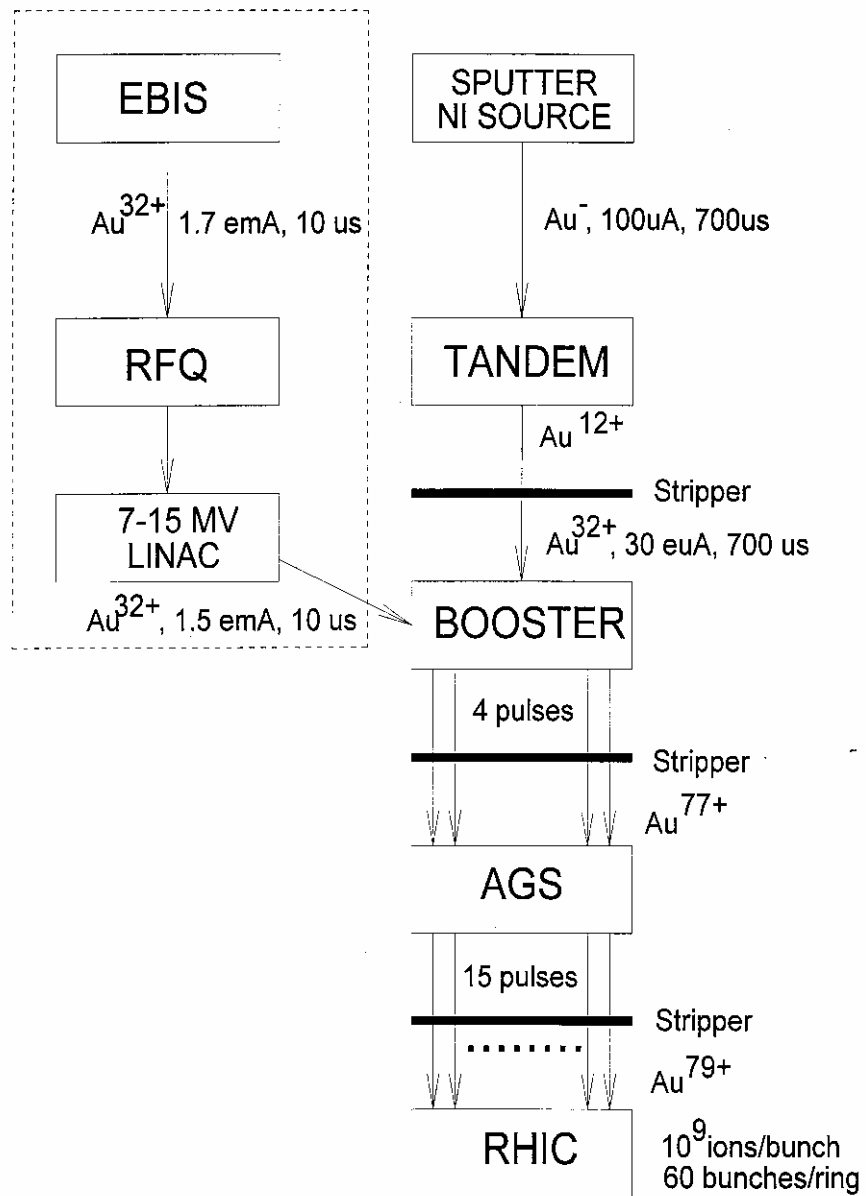 EBIS
Au32+ 1.7 emA, 10 us
RFQ
7-15 MV
LINAC
Au32+, 1.5 emA, 10 us
SPUTTER
NI SOURCE
Au-, 100uA, 700us
TANDEM
Au 12+
Stripper
Au32+, 30 euA, 700 us
BOOSTER
4 pulses
Stripper
Au77+
AGS
15 pulses
Stripper
Au79+
RHIC
10^9 ions/bunch
60 bunches/ring